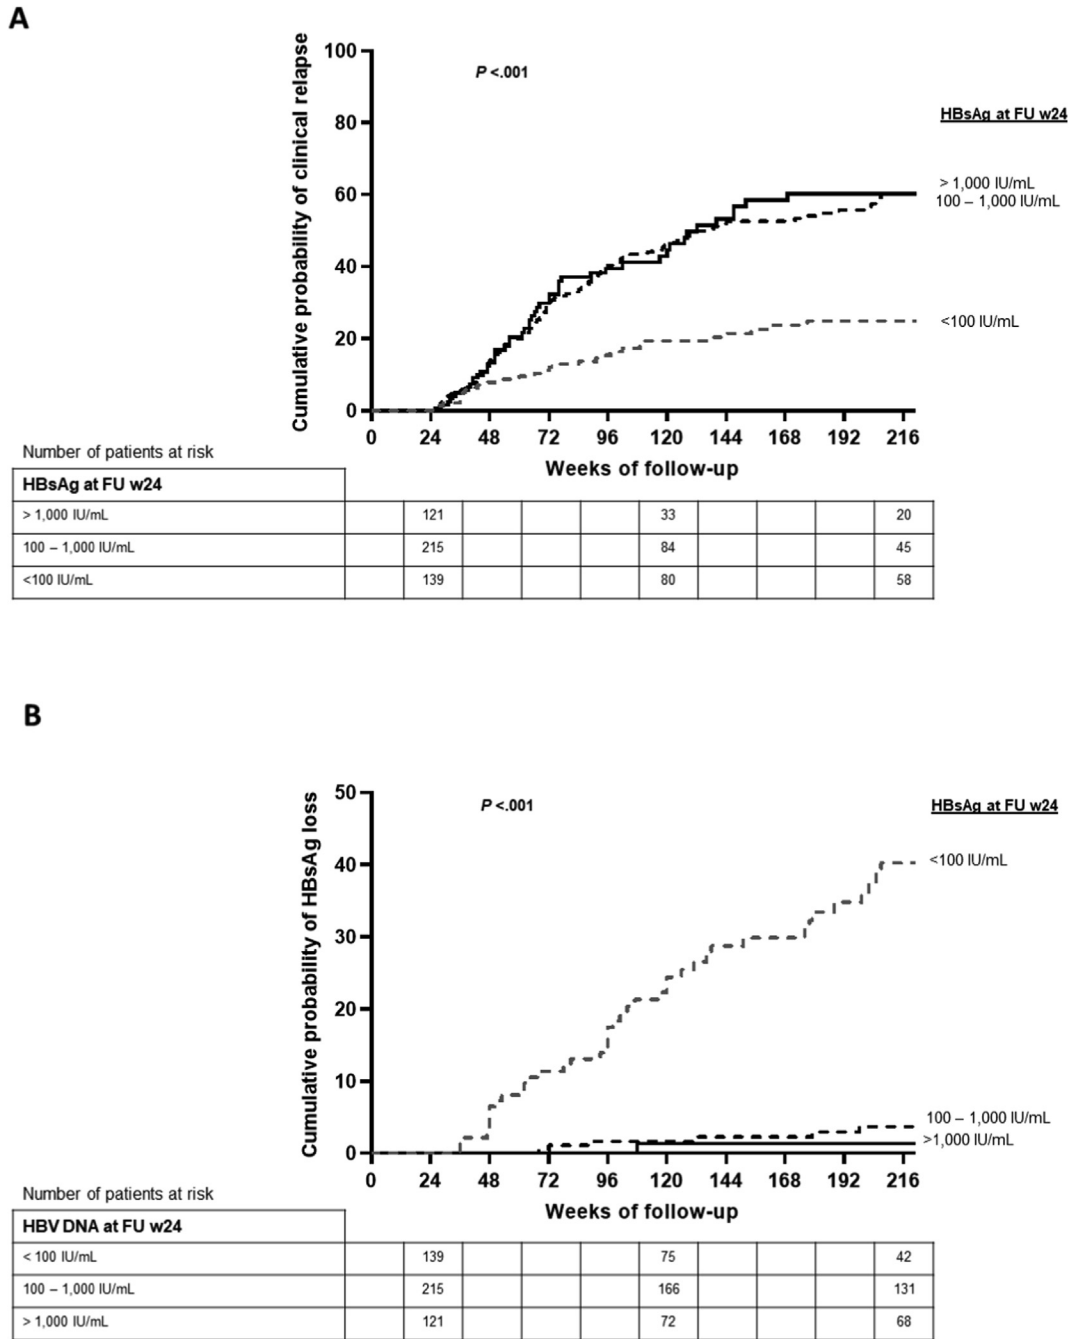 A
Cumulative probability of clinical relapse
100
80
60
40
20
0
P <.001
HBsAg at FU w24
> 1,000 IU/mL
100 – 1,000 IU/mL
<100 IU/mL
0 24 48 72 96 120 144 168 192 216
Weeks of follow-up
Number of patients at risk
HBsAg at FU w24
> 1,000 IU/mL 121 33 20
100 – 1,000 IU/mL 215 84 45
<100 IU/mL 139 80 58
B
Cumulative probability of HBsAg loss
50
40
30
20
10
0
P <.001
HBsAg at FU w24
<100 IU/mL
100 – 1,000 IU/mL
>1,000 IU/mL
0 24 48 72 96 120 144 168 192 216
Weeks of follow-up
Number of patients at risk
HBV DNA at FU w24
< 100 IU/mL 139 75 42
100 – 1,000 IU/mL 215 166 131
> 1,000 IU/mL 121 72 68